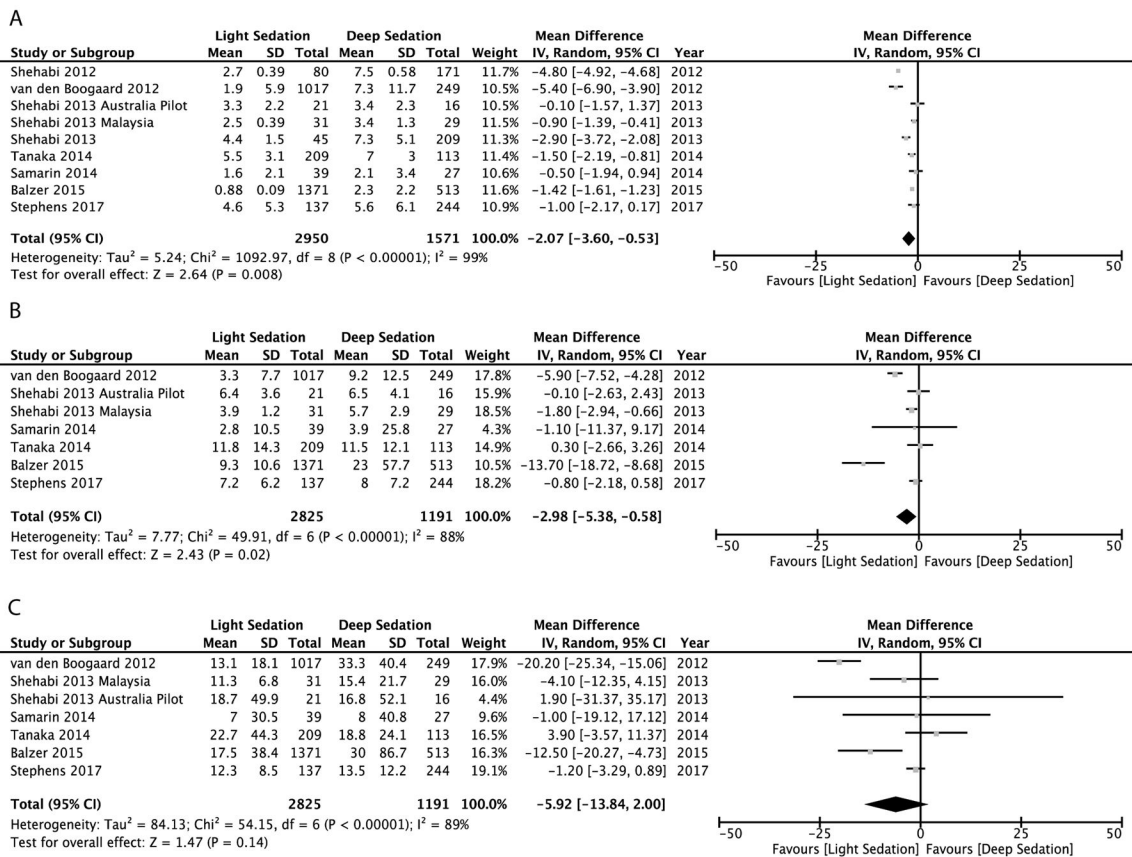 A
Light Sedation Deep Sedation Mean Difference Mean Difference
Study or Subgroup Mean SD Total Mean SD Total Weight IV, Random, 95% CI Year IV, Random, 95% CI
Shehabi 2012 2.7 0.39 80 7.5 0.58 171 11.7% −4.80 [−4.92, −4.68] 2012
van den Boogaard 2012 1.9 5.9 1017 7.3 11.7 249 10.5% −5.40 [−6.90, −3.90] 2012
Shehabi 2013 Australia Pilot 3.3 2.2 21 3.4 2.3 16 10.5% −0.10 [−1.57, 1.37] 2013
Shehabi 2013 Malaysia 2.5 0.39 31 3.4 1.3 29 11.6% −0.90 [−1.39, −0.41] 2013
Shehabi 2013 4.4 1.5 45 7.3 5.1 209 11.3% −2.90 [−3.72, −2.08] 2013
Tanaka 2014 5.5 3.1 209 7 3 113 11.4% −1.50 [−2.19, −0.81] 2014
Samarin 2014 1.6 2.1 39 2.1 3.4 27 10.5% −0.50 [−1.94, 0.94] 2014
Balzer 2015 0.88 0.09 1371 2.3 2.2 513 11.6% −1.42 [−1.61, −1.23] 2015
Stephens 2017 4.6 5.3 137 5.6 6.1 244 10.9% −1.00 [−2.17, 0.17] 2017
Total (95% CI) 2950 1571 100.0% −2.07 [−3.60, −0.53]
Heterogeneity: Tau² = 5.24; Chi² = 1092.97, df = 8 (P < 0.00001); I² = 99%
Test for overall effect: Z = 2.64 (P = 0.008)
−50 −25 0 25 50
Favours [Light Sedation] Favours [Deep Sedation]
B
Light Sedation Deep Sedation Mean Difference Mean Difference
Study or Subgroup Mean SD Total Mean SD Total Weight IV, Random, 95% CI Year IV, Random, 95% CI
van den Boogaard 2012 3.3 7.7 1017 9.2 12.5 249 17.8% −5.90 [−7.52, −4.28] 2012
Shehabi 2013 Australia Pilot 6.4 3.6 21 6.5 4.1 16 15.9% −0.10 [−2.63, 2.43] 2013
Shehabi 2013 Malaysia 3.9 1.2 31 5.7 2.9 29 18.5% −1.80 [−2.94, −0.66] 2013
Samarin 2014 2.8 10.5 39 3.9 25.8 27 4.3% −1.10 [−11.37, 9.17] 2014
Tanaka 2014 11.8 14.3 209 11.5 12.1 113 14.9% 0.30 [−2.66, 3.26] 2014
Balzer 2015 9.3 10.6 1371 23 57.7 513 10.5% −13.70 [−18.72, −8.68] 2015
Stephens 2017 7.2 6.2 137 8 7.2 244 18.2% −0.80 [−2.18, 0.58] 2017
Total (95% CI) 2825 1191 100.0% −2.98 [−5.38, −0.58]
Heterogeneity: Tau² = 7.77; Chi² = 49.91, df = 6 (P < 0.00001); I² = 88%
Test for overall effect: Z = 2.43 (P = 0.02)
−50 −25 0 25 50
Favours [Light Sedation] Favours [Deep Sedation]
C
Light Sedation Deep Sedation Mean Difference Mean Difference
Study or Subgroup Mean SD Total Mean SD Total Weight IV, Random, 95% CI Year IV, Random, 95% CI
van den Boogaard 2012 13.1 18.1 1017 33.3 40.4 249 17.9% −20.20 [−25.34, −15.06] 2012
Shehabi 2013 Malaysia 11.3 6.8 31 15.4 21.7 29 16.0% −4.10 [−12.35, 4.15] 2013
Shehabi 2013 Australia Pilot 18.7 49.9 21 16.8 52.1 16 4.4% 1.90 [−31.37, 35.17] 2013
Samarin 2014 7 30.5 39 8 40.8 27 9.6% −1.00 [−19.12, 17.12] 2014
Tanaka 2014 22.7 44.3 209 18.8 24.1 113 16.5% 3.90 [−3.57, 11.37] 2014
Balzer 2015 17.5 38.4 1371 30 86.7 513 16.3% −12.50 [−20.27, −4.73] 2015
Stephens 2017 12.3 8.5 137 13.5 12.2 244 19.1% −1.20 [−3.29, 0.89] 2017
Total (95% CI) 2825 1191 100.0% −5.92 [−13.84, 2.00]
Heterogeneity: Tau² = 84.13; Chi² = 54.15, df = 6 (P < 0.00001); I² = 89%
Test for overall effect: Z = 1.47 (P = 0.14)
−50 −25 0 25 50
Favours [Light Sedation] Favours [Deep Sedation]